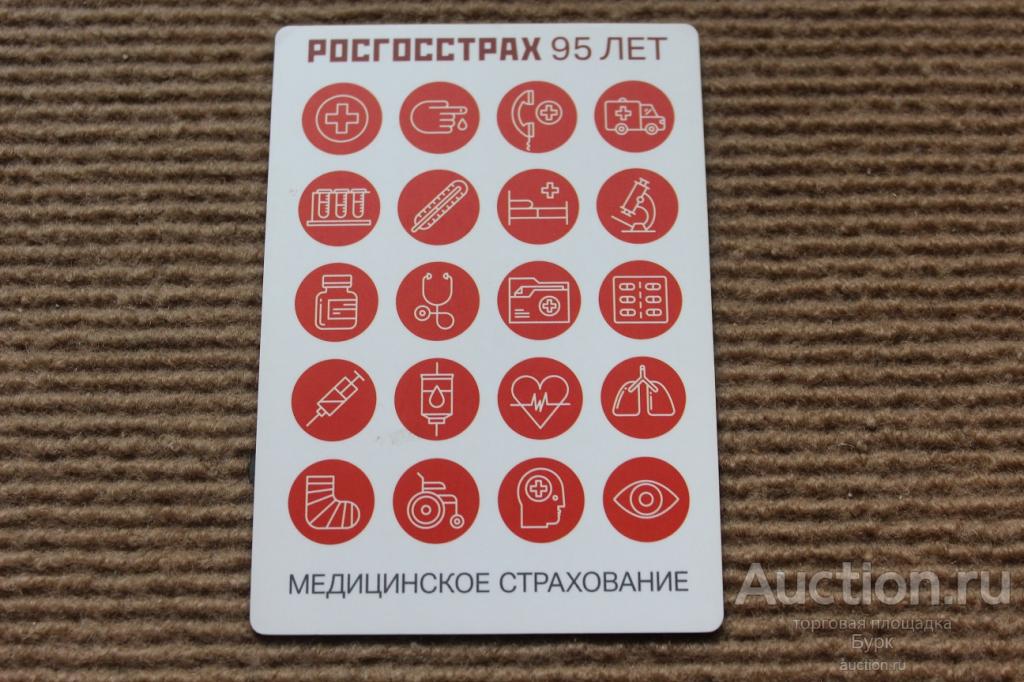 РОСГОССТРАХ 95 ЛЕТ
МЕДИЦИНСКОЕ СТРАХОВАНИЕ
Auction.ru
торговая площадка
Бурк
auction.ru